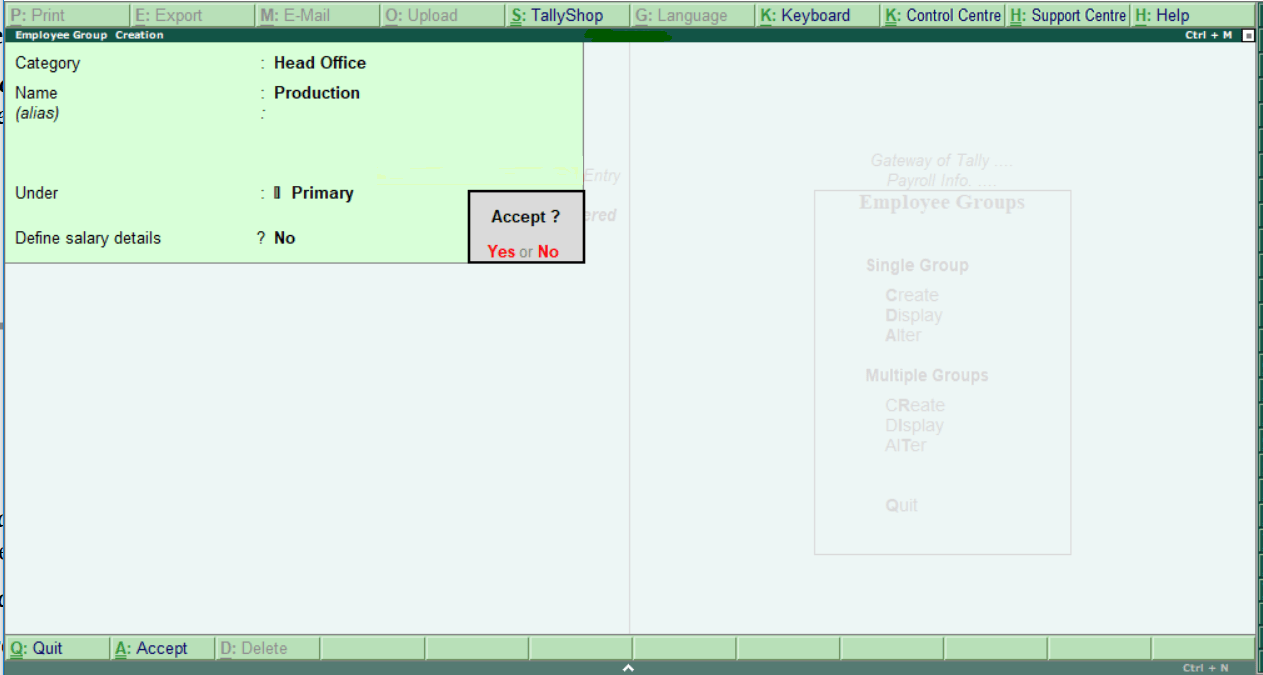 P: Print E: Export M: E-Mail O: Upload S: TallyShop G: Language K: Keyboard K: Control Centre H: Support Centre H: Help
Employee Group Creation Ctrl + M
Category : Head Office
Name : Production
(alias) :
Under : Primary
Define salary details ? No
Accept ?
Yes or No
Entry
ered
Gateway of Tally ....
Payroll Info. ....
Employee Groups
Single Group
Create
Display
Alter
Multiple Groups
CReate
DIsplay
AlTer
Quit
Q: Quit A: Accept D: Delete
Ctrl + N